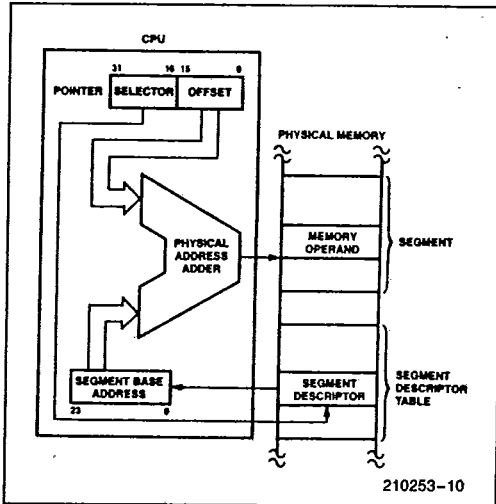 CPU
31 16 15 0
POINTER SELECTOR OFFSET
PHYSICAL MEMORY
PHYSICAL
ADDRESS
ADDER
MEMORY
OPERAND
SEGMENT
SEGMENT BASE
ADDRESS
23 0
SEGMENT
DESCRIPTOR
SEGMENT
DESCRIPTOR
TABLE
210253-10